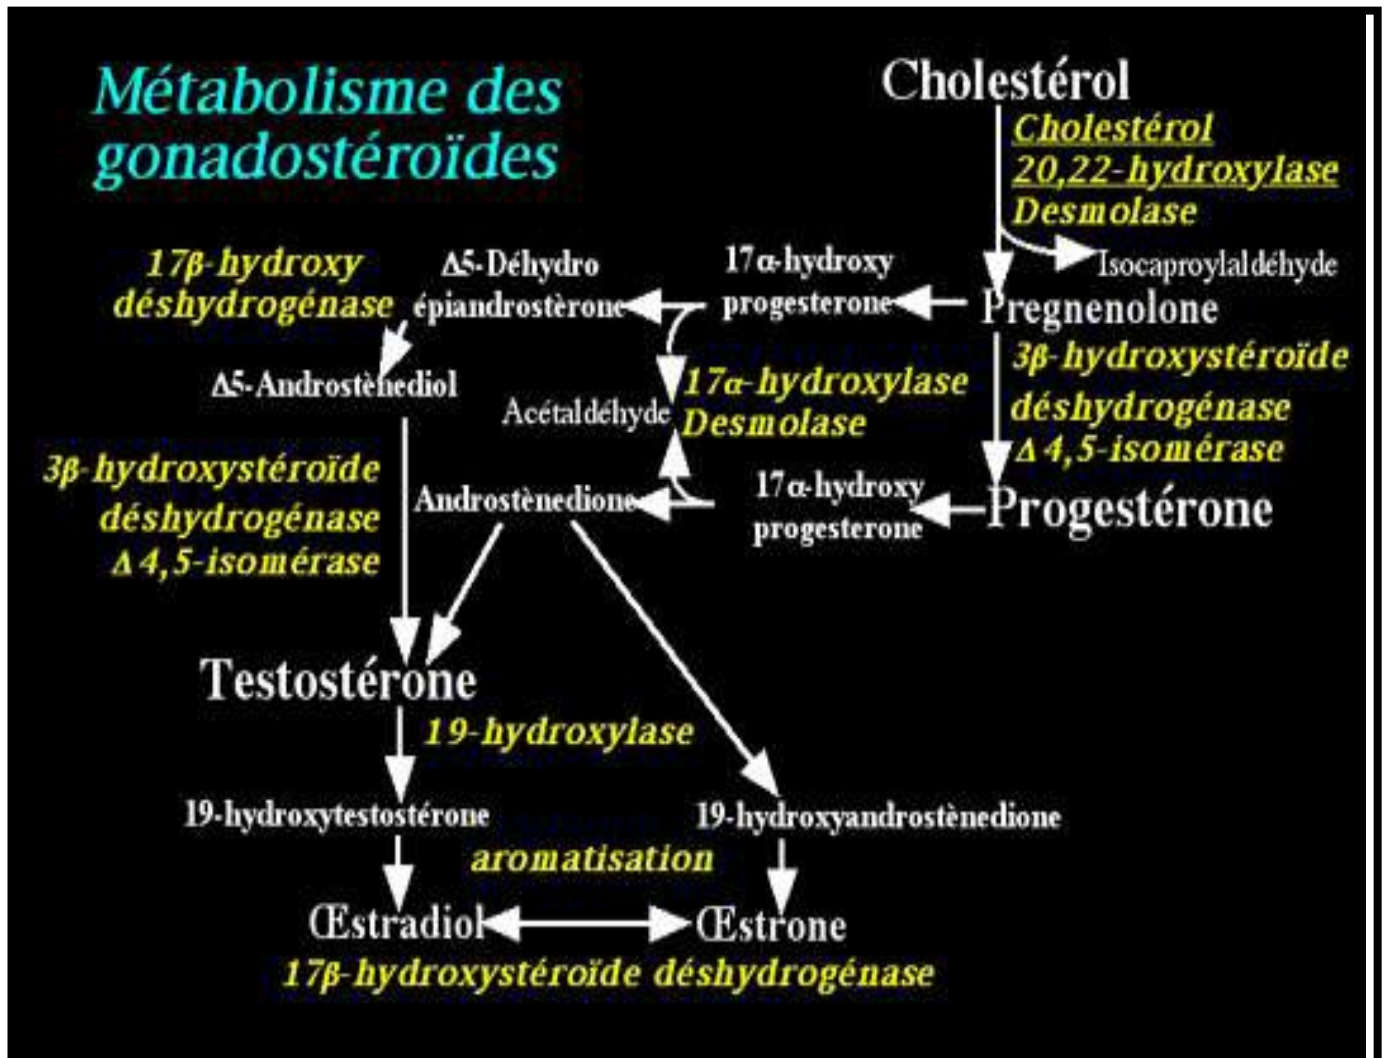 Métabolisme des
gonadostéroïdes
Cholestérol
Cholestérol
20,22-hydroxylase
Desmolase
Isocaproylaldéhyde
Pregnenolone
17α-hydroxy
progesterone
Δ5-Déhydro
épiandrostèrone
17β-hydroxy
déshydrogénase
Δ5-Androstènediol
Acétaldéhyde
17α-hydroxylase
Desmolase
3β-hydroxystéroïde
déshydrogénase
Δ 4,5-isomérase
3β-hydroxystéroïde
déshydrogénase
Δ 4,5-isomérase
Androstènedione
17α-hydroxy
progesterone
Progestérone
Testostérone
19-hydroxylase
19-hydroxytestostérone
19-hydroxyandrostènedione
aromatisation
Œstradiol
Œstrone
17β-hydroxystéroïde déshydrogénase